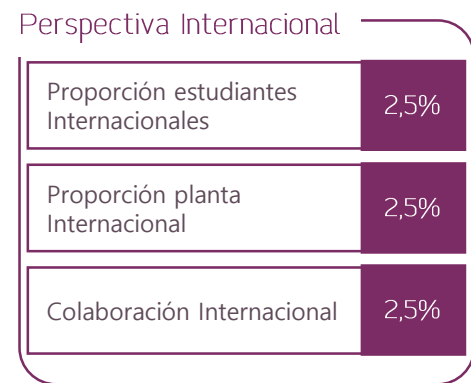 Perspectiva Internacional
Proporción estudiantes
Internacionales
2,5%
Proporción planta
Internacional
2,5%
Colaboración Internacional
2,5%